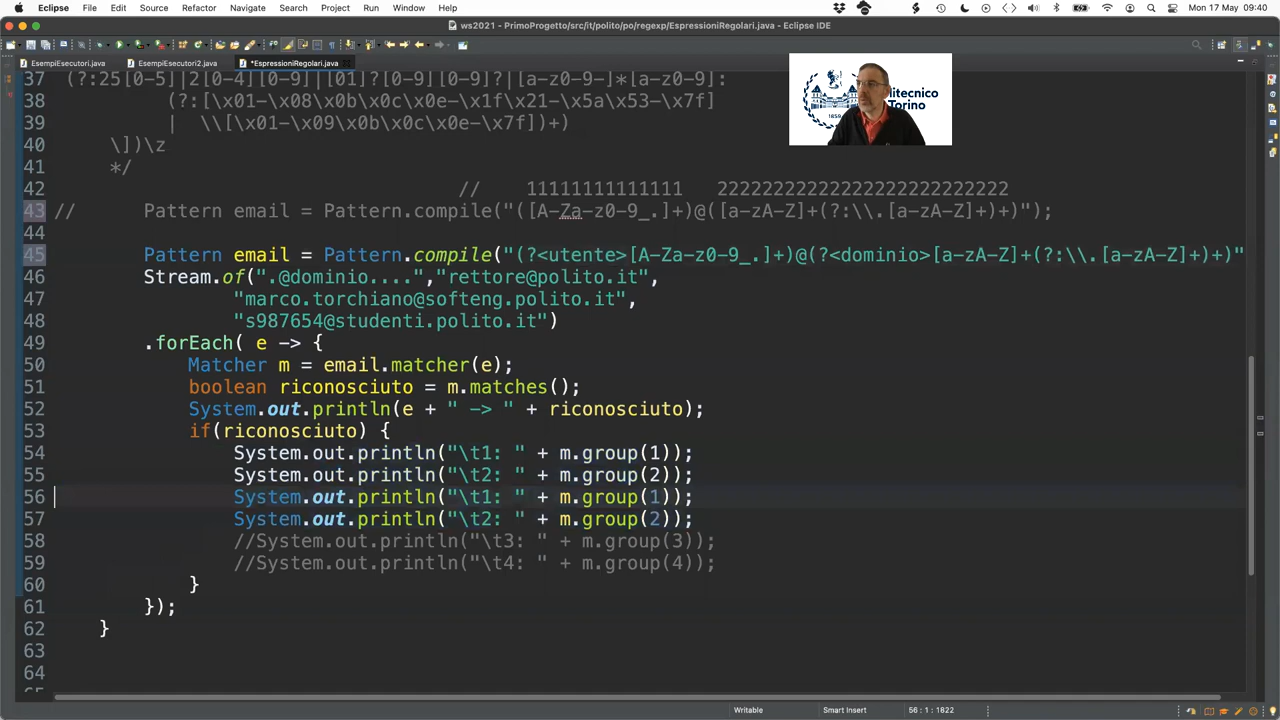 Eclipse File Edit Source Refactor Navigate Search Project Run Window Help Mon 17 May 09:40
ws2021 - PrimoProgetto/src/it/polito/po/regexp/EspressioniRegolari.java - Eclipse IDE
EsempiEsecutori.java EsempiEsecutori2.java *EspressioniRegolari.java
37 (?:25[0-5]|2[0-4][0-9]|[01]?[0-9][0-9]?|[a-z0-9-]*[a-z0-9]:
38 (?:[\x01-\x08\x0b\x0c\x0e-\x1f\x21-\x5a\x53-\x7f]
39 | \\[\x01-\x09\x0b\x0c\x0e-\x7f])+)
40 \])\z
41 */
42 // 11111111111111 22222222222222222222222222
43 // Pattern email = Pattern.compile("([A-Za-z0-9_.]+)@([a-zA-Z]+(?:\\.[a-zA-Z]+)+)");
44
45 Pattern email = Pattern.compile("(?<utente>[A-Za-z0-9_.]+)@(?<dominio>[a-zA-Z]+(?:\\.[a-zA-Z]+)+)"
46 Stream.of(".@dominio....","rettore@polito.it",
47 "marco.torchiano@softeng.polito.it",
48 "s987654@studenti.polito.it")
49 .forEach( e -> {
50 Matcher m = email.matcher(e);
51 boolean riconosciuto = m.matches();
52 System.out.println(e + " -> " + riconosciuto);
53 if(riconosciuto) {
54 System.out.println("\t1: " + m.group(1));
55 System.out.println("\t2: " + m.group(2));
56 System.out.println("\t1: " + m.group(1));
57 System.out.println("\t2: " + m.group(2));
58 //System.out.println("\t3: " + m.group(3));
59 //System.out.println("\t4: " + m.group(4));
60 }
61 });
62 }
63
64
Politecnico
Torino
1859
Writable Smart Insert 56 : 1 : 1822